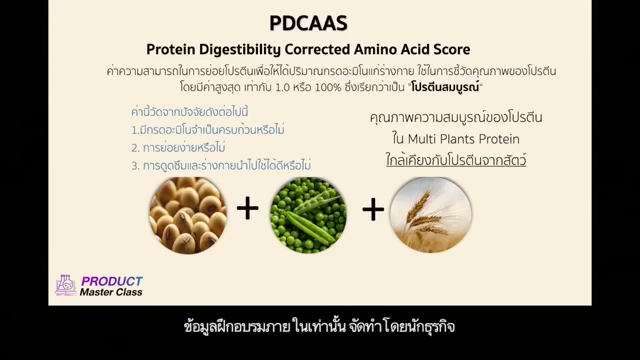 PDCAAS
Protein Digestibility Corrected Amino Acid Score
ค่าความสามารถในการย่อยโปรตีนเพื่อให้ได้ปริมาณกรดอะมิโนแก่ร่างกาย ใช้ในการชี้วัดคุณภาพของโปรตีน
โดยมีค่าสูงสุด เท่ากับ 1.0 หรือ 100% ซึ่งเรียกว่าเป็น "โปรตีนสมบูรณ์"
ค่านี้วัดจากปัจจัยดังต่อไปนี้
1.มีกรดอะมิโนจำเป็นครบถ้วนหรือไม่
2. การย่อยง่ายหรือไม่
3. การดูดซึมและร่างกายนำไปใช้ได้ดีหรือไม่
คุณภาพความสมบูรณ์ของโปรตีน
ใน Multi Plants Protein
ใกล้เคียงกับโปรตีนจากสัตว์
+ +
PRODUCT
Master Class
ข้อมูลฝึกอบรมภายในเท่านั้น จัดทำโดยนักธุรกิจ